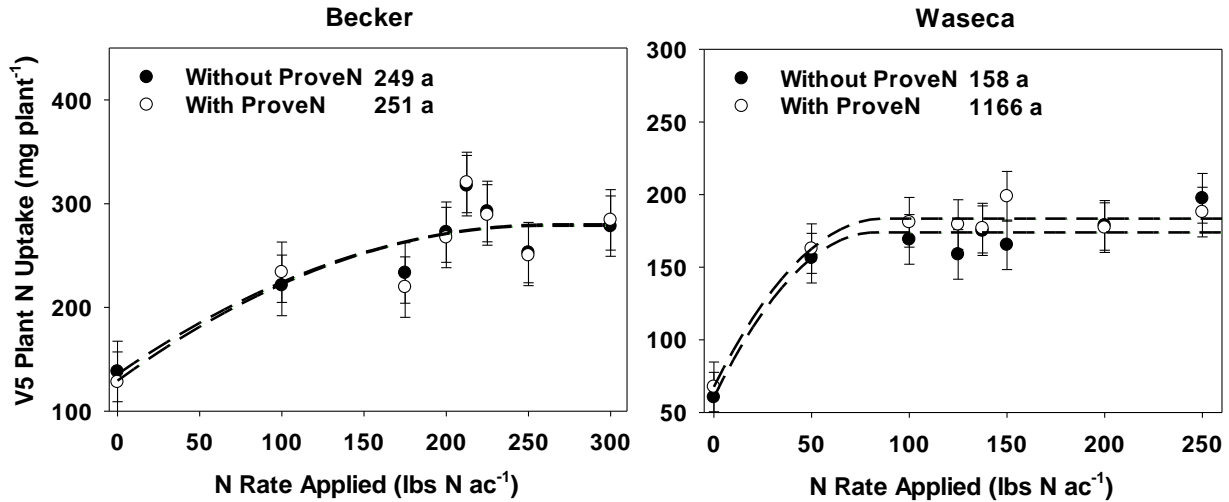 Becker
Waseca
Without ProveN 249 a
With ProveN 251 a
Without ProveN 158 a
With ProveN 1166 a
V5 Plant N Uptake (mg plant⁻¹)
400
300
200
100
300
250
200
150
100
50
0 50 100 150 200 250 300
0 50 100 150 200 250
N Rate Applied (lbs N ac⁻¹)
N Rate Applied (lbs N ac⁻¹)